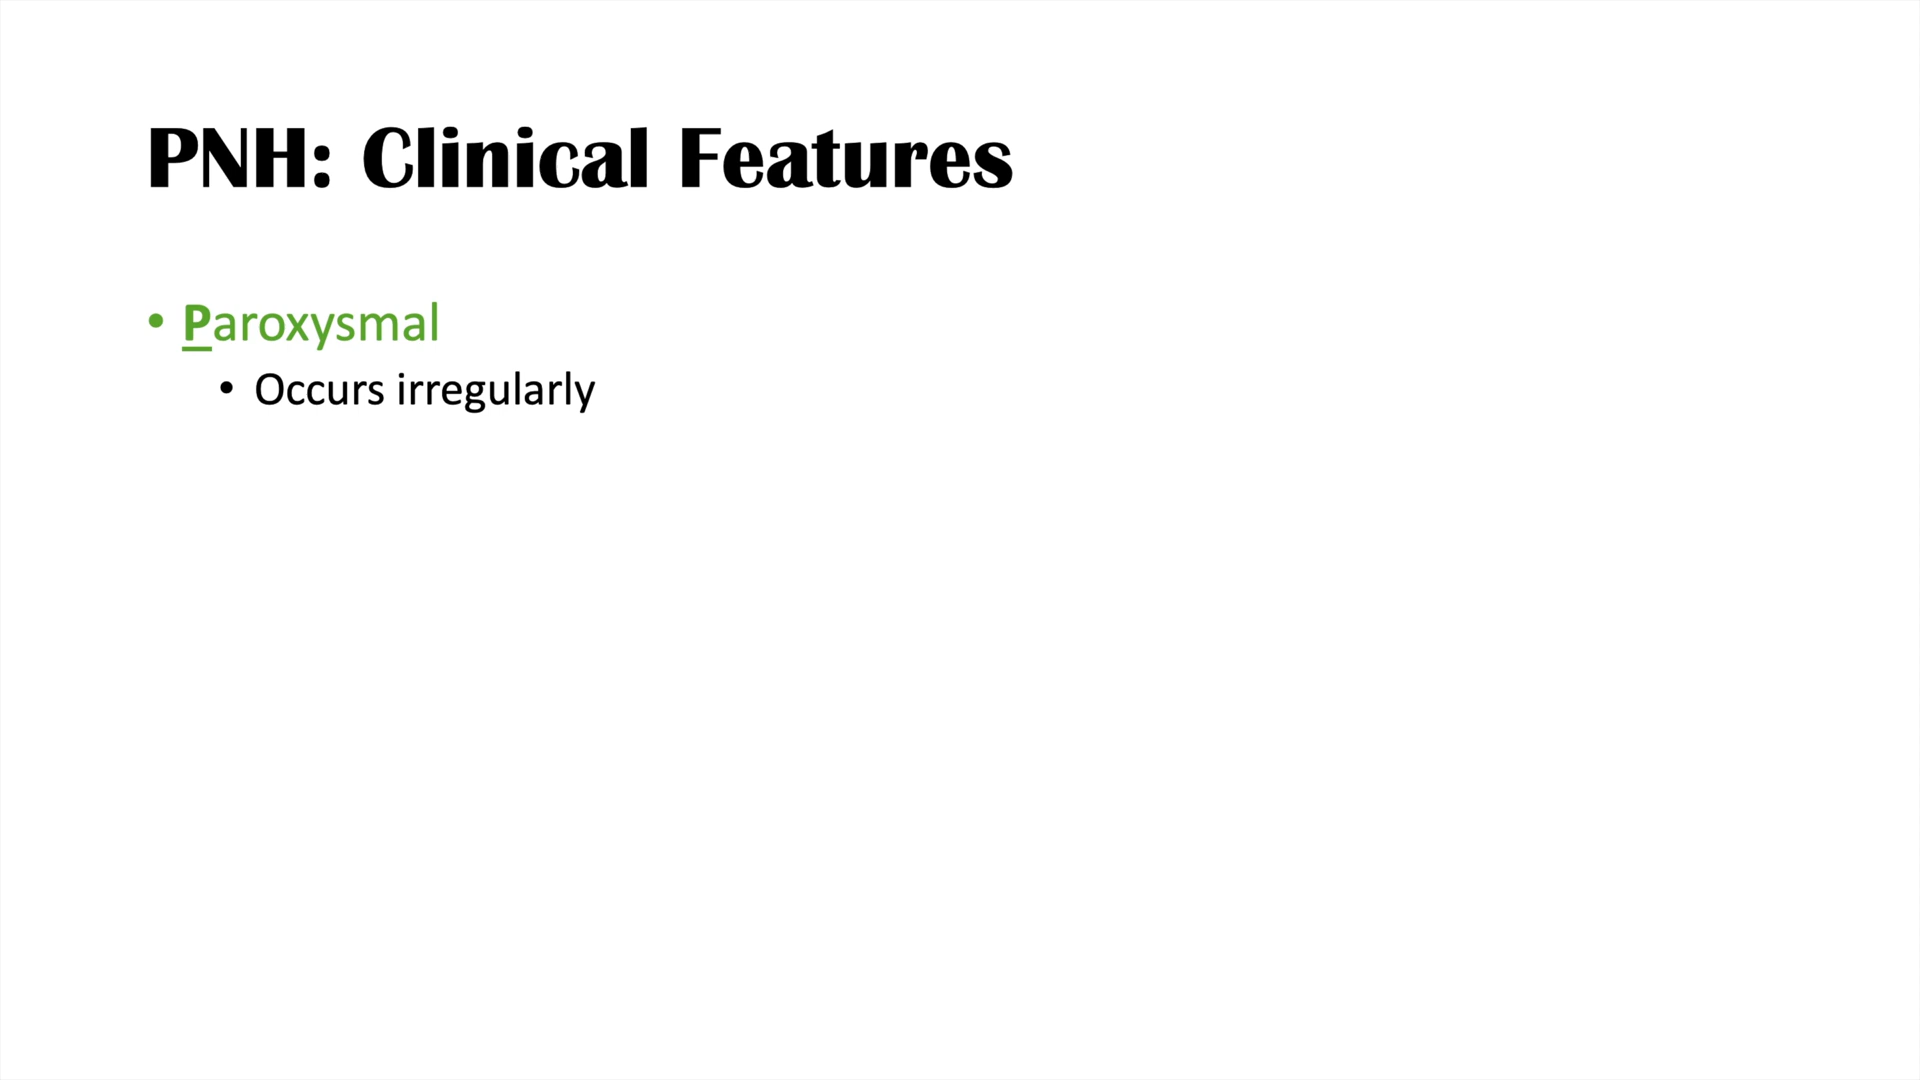 PNH: Clinical Features
• Paroxysmal
• Occurs irregularly